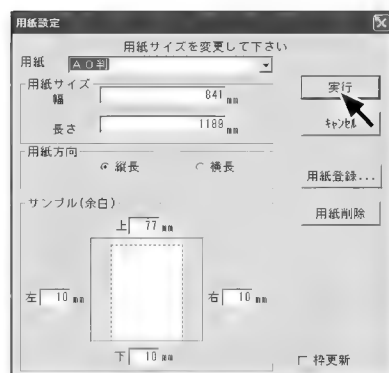 用紙設定
用紙サイズを変更して下さい
用紙 A0判
用紙サイズ
幅 841 mm
長さ 1189 mm
用紙方向
縦長 横長
サンプル(余白)
上 77 mm
左 10 mm 右 10 mm
下 10 mm
実行
キャンセル
用紙登録...
用紙削除
枠更新